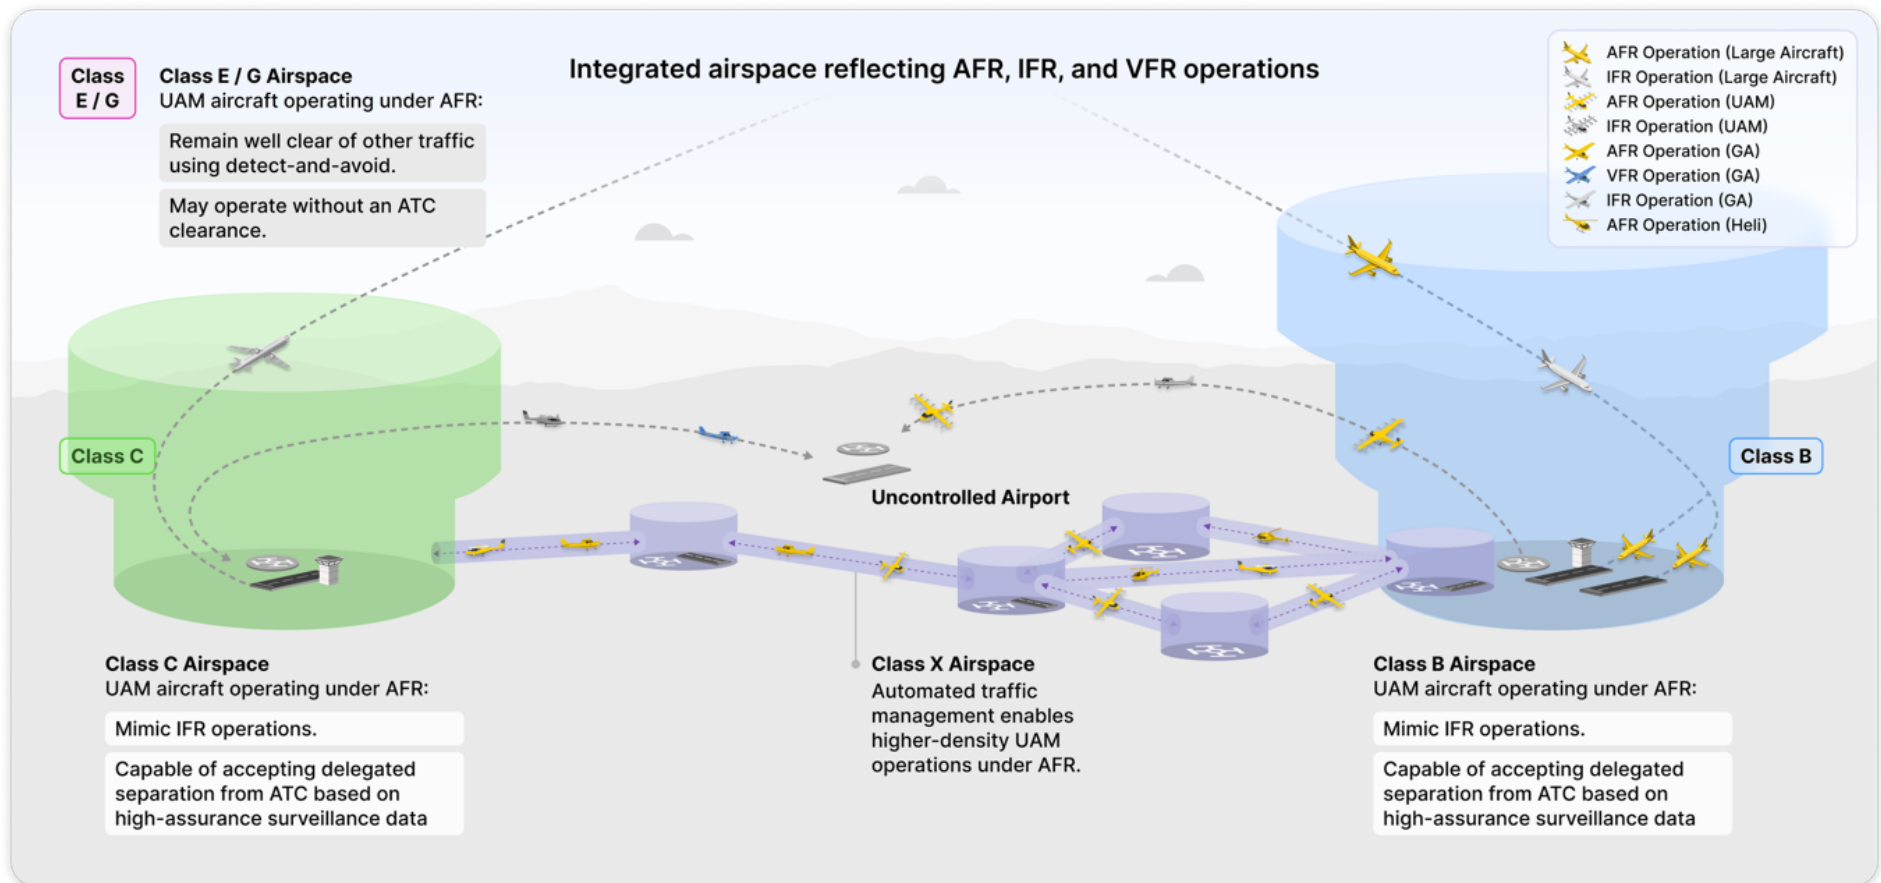 Integrated airspace reflecting AFR, IFR, and VFR operations
Class
E / G
Class E / G Airspace
UAM aircraft operating under AFR:
Remain well clear of other traffic
using detect-and-avoid.
May operate without an ATC
clearance.
AFR Operation (Large Aircraft)
IFR Operation (Large Aircraft)
AFR Operation (UAM)
IFR Operation (UAM)
AFR Operation (GA)
VFR Operation (GA)
IFR Operation (GA)
AFR Operation (Heli)
Class C
Class B
Uncontrolled Airport
Class C Airspace
UAM aircraft operating under AFR:
Mimic IFR operations.
Capable of accepting delegated
separation from ATC based on
high-assurance surveillance data
Class X Airspace
Automated traffic
management enables
higher-density UAM
operations under AFR.
Class B Airspace
UAM aircraft operating under AFR:
Mimic IFR operations.
Capable of accepting delegated
separation from ATC based on
high-assurance surveillance data